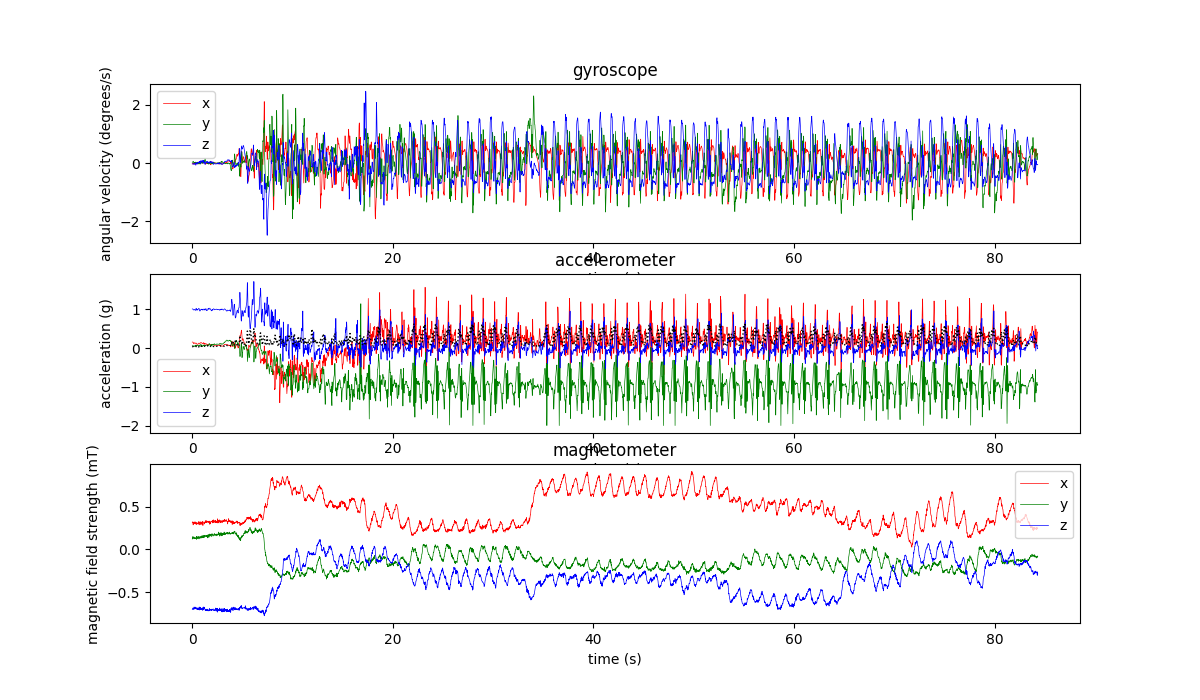 gyroscope
angular velocity (degrees/s)
2
0
−2
x
y
z
0
20
40
60
80
time (s)
accelerometer
acceleration (g)
1
0
−1
−2
x
y
z
0
20
40
60
80
magnetometer
magnetic field strength (mT)
0.5
0.0
−0.5
x
y
z
0
20
40
60
80
time (s)